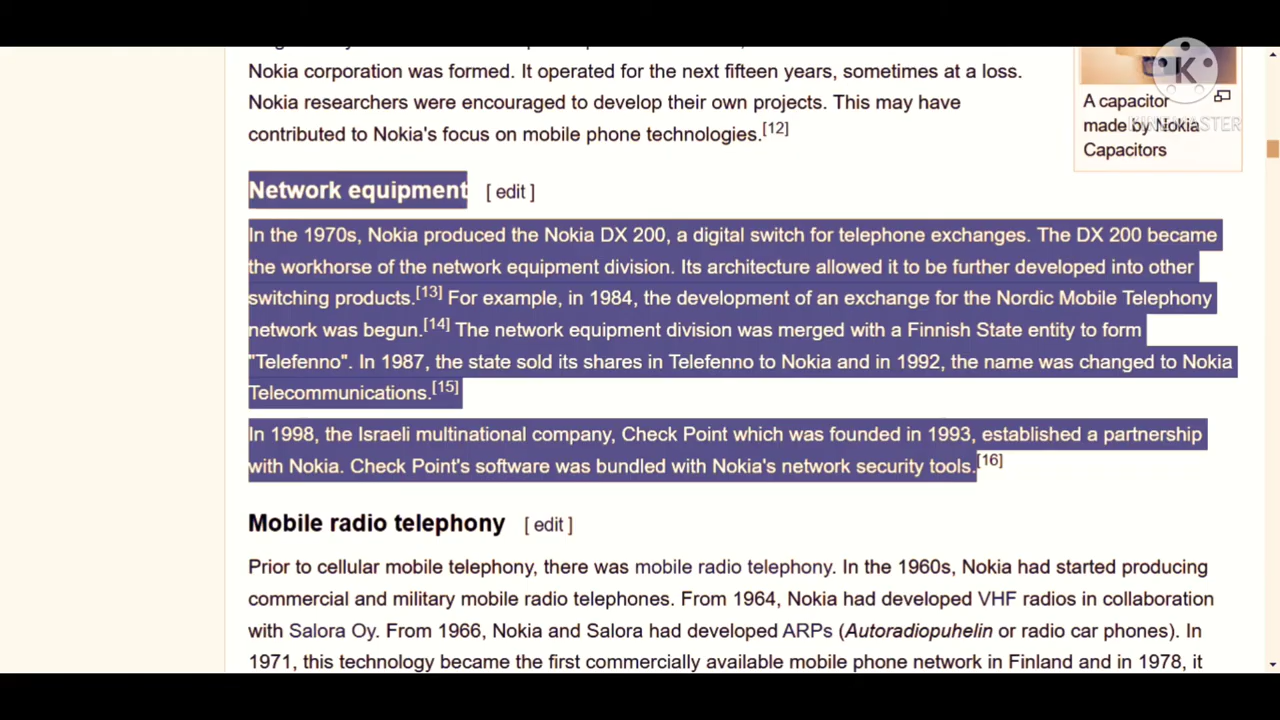 Nokia corporation was formed. It operated for the next fifteen years, sometimes at a loss.
Nokia researchers were encouraged to develop their own projects. This may have
contributed to Nokia's focus on mobile phone technologies.[12]
A capacitor
made by Nokia
Capacitors
KINEMASTER
Network equipment [ edit ]
In the 1970s, Nokia produced the Nokia DX 200, a digital switch for telephone exchanges. The DX 200 became
the workhorse of the network equipment division. Its architecture allowed it to be further developed into other
switching products.[13] For example, in 1984, the development of an exchange for the Nordic Mobile Telephony
network was begun.[14] The network equipment division was merged with a Finnish State entity to form
"Telefenno". In 1987, the state sold its shares in Telefenno to Nokia and in 1992, the name was changed to Nokia
Telecommunications.[15]
In 1998, the Israeli multinational company, Check Point which was founded in 1993, established a partnership
with Nokia. Check Point's software was bundled with Nokia's network security tools.[16]
Mobile radio telephony [ edit ]
Prior to cellular mobile telephony, there was mobile radio telephony. In the 1960s, Nokia had started producing
commercial and military mobile radio telephones. From 1964, Nokia had developed VHF radios in collaboration
with Salora Oy. From 1966, Nokia and Salora had developed ARPs (Autoradiopuhelin or radio car phones). In
1971, this technology became the first commercially available mobile phone network in Finland and in 1978, it